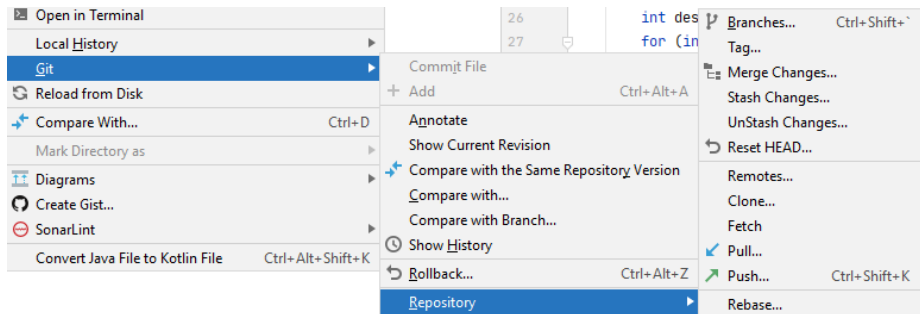 Open in Terminal
Local History
Git
Reload from Disk
Compare With... Ctrl+D
Mark Directory as
Diagrams
Create Gist...
SonarLint
Convert Java File to Kotlin File Ctrl+Alt+Shift+K
26 int des
27 for (in
Commit File
Add Ctrl+Alt+A
Annotate
Show Current Revision
Compare with the Same Repository Version
Compare with...
Compare with Branch...
Show History
Rollback... Ctrl+Alt+Z
Repository
Branches... Ctrl+Shift+`
Tag...
Merge Changes...
Stash Changes...
UnStash Changes...
Reset HEAD...
Remotes...
Clone...
Fetch
Pull...
Push... Ctrl+Shift+K
Rebase...